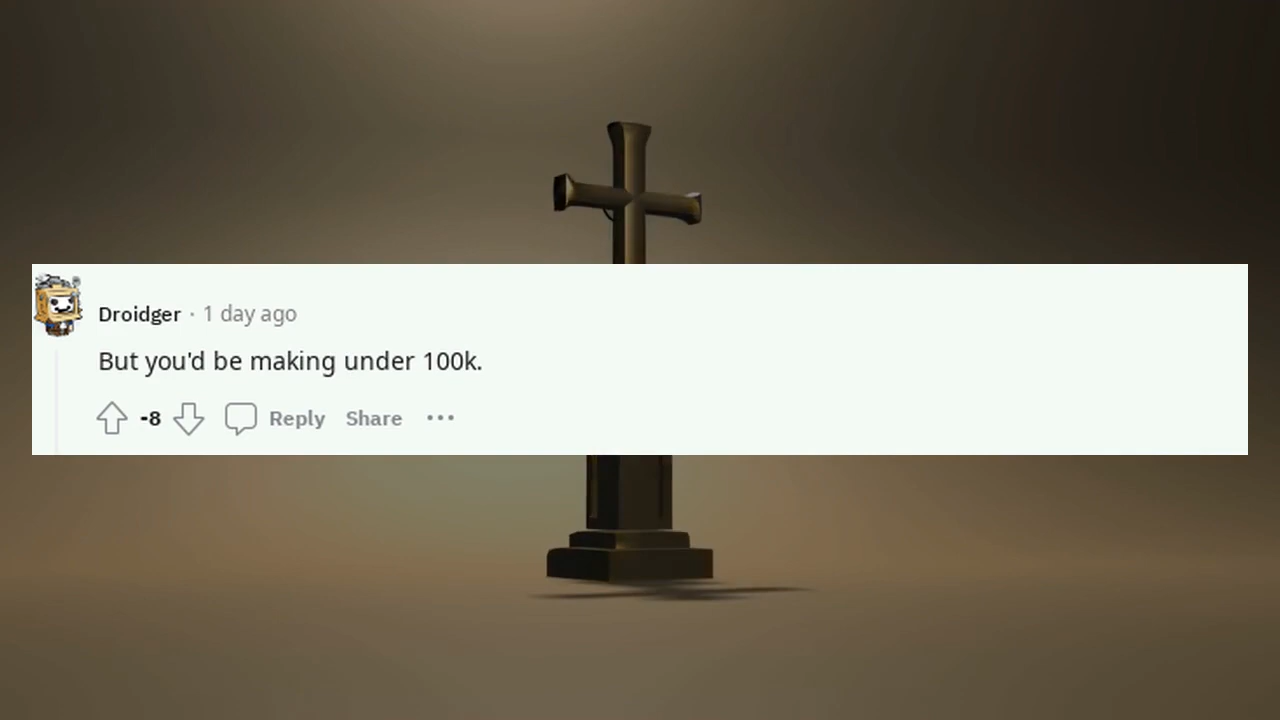 Droidger · 1 day ago
But you'd be making under 100k.
-8 Reply Share ···